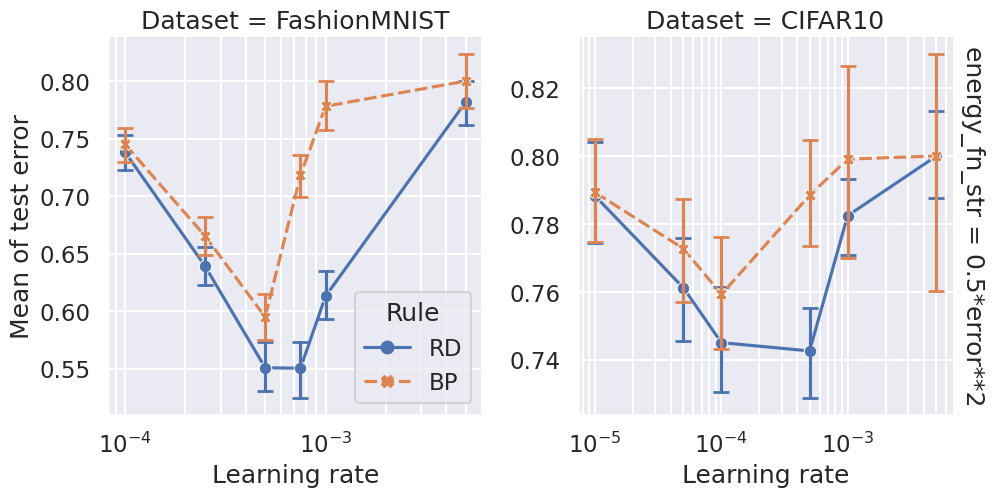 Dataset = FashionMNIST
Dataset = CIFAR10
Mean of test error
0.80
0.75
0.70
0.65
0.60
0.55
Rule
RD
BP
10⁻⁴
10⁻³
Learning rate
0.82
0.80
0.78
0.76
0.74
10⁻⁵
10⁻⁴
10⁻³
Learning rate
energy_fn_str = 0.5*error**2